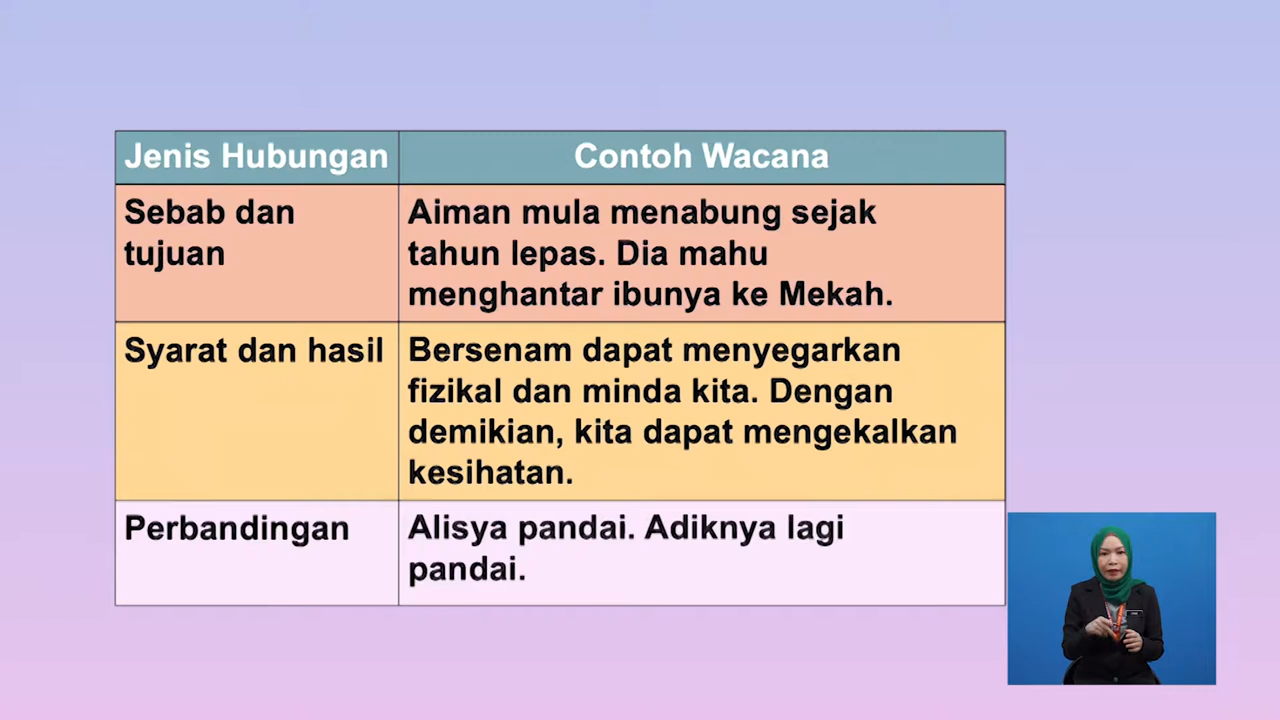 Jenis Hubungan
Contoh Wacana
Sebab dan
tujuan
Aiman mula menabung sejak
tahun lepas. Dia mahu
menghantar ibunya ke Mekah.
Syarat dan hasil
Bersenam dapat menyegarkan
fizikal dan minda kita. Dengan
demikian, kita dapat mengekalkan
kesihatan.
Perbandingan
Alisya pandai. Adiknya lagi
pandai.